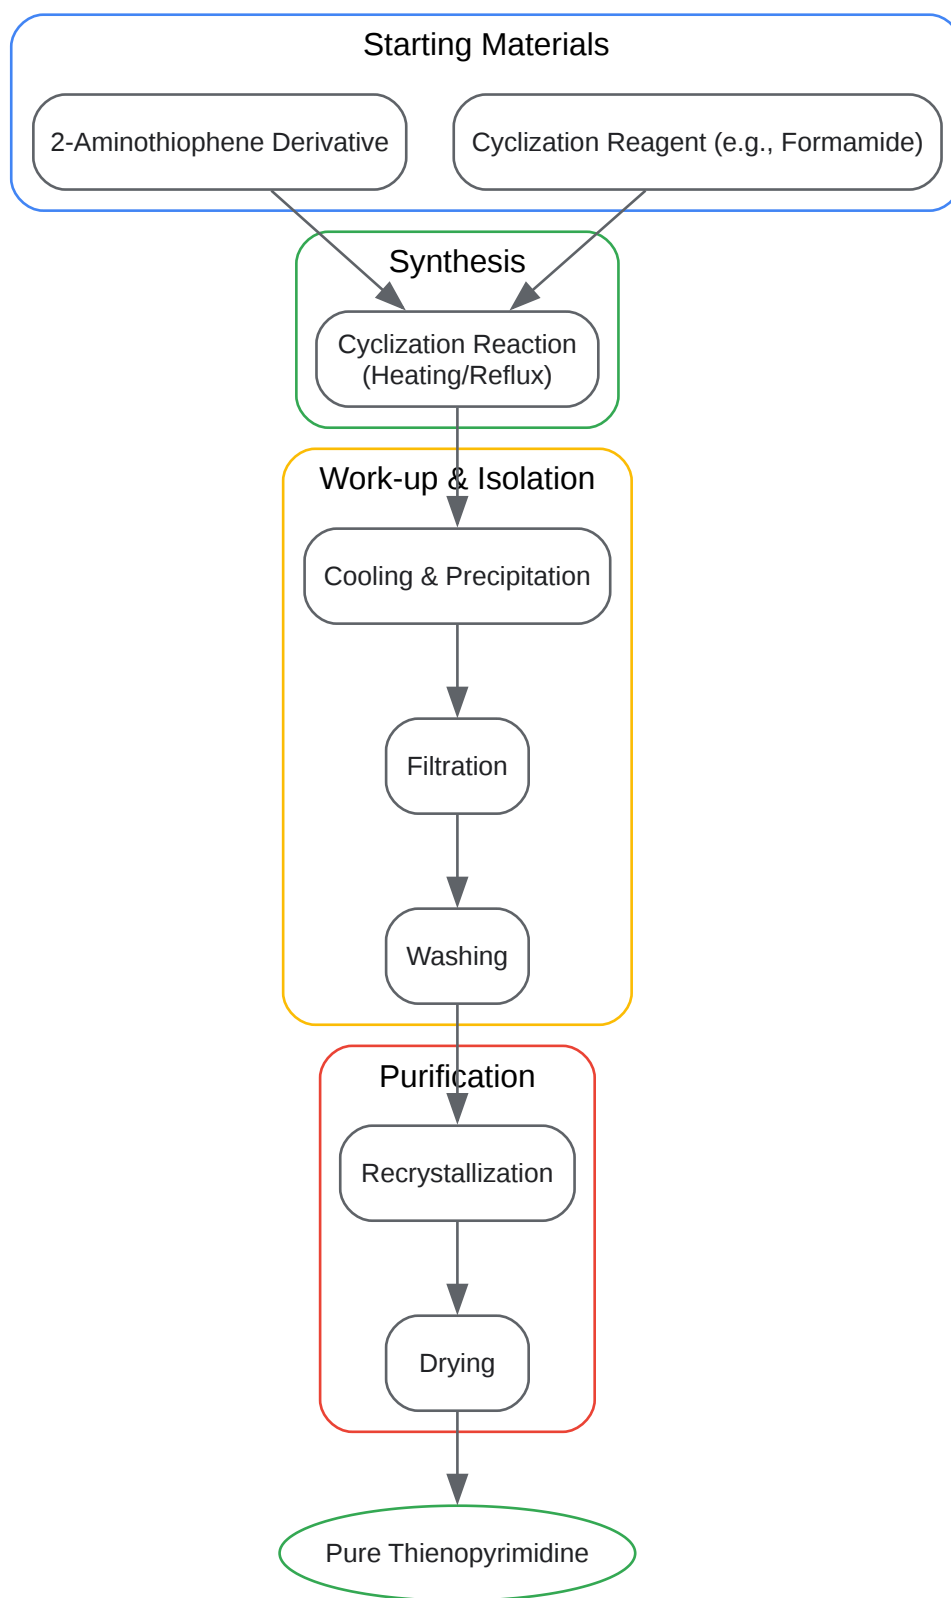 Starting Materials
2-Aminothiophene Derivative
Cyclization Reagent (e.g., Formamide)
Synthesis
Cyclization Reaction
(Heating/Reflux)
Work-up & Isolation
Cooling & Precipitation
Filtration
Washing
Purification
Recrystallization
Drying
Pure Thienopyrimidine